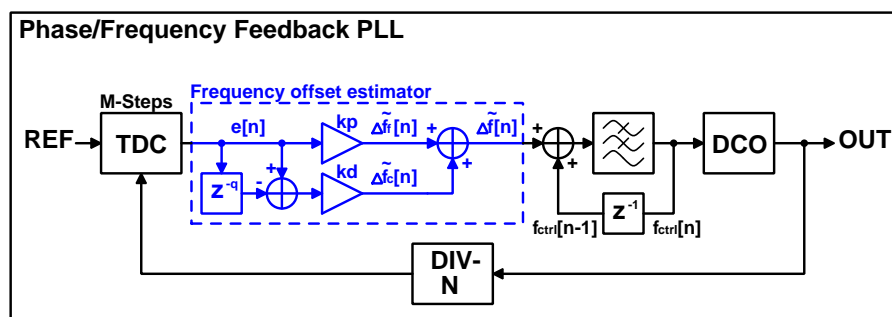 Phase/Frequency Feedback PLL
Frequency offset estimator
M-Steps
REF
TDC
e[n]
kp
Δf̃f[n]
+
+
Δf̃[n]
+
+
DCO
OUT
z⁻q
-
+
kd
Δf̃c[n]
fctrl[n-1]
z⁻¹
fctrl[n]
DIV-
N